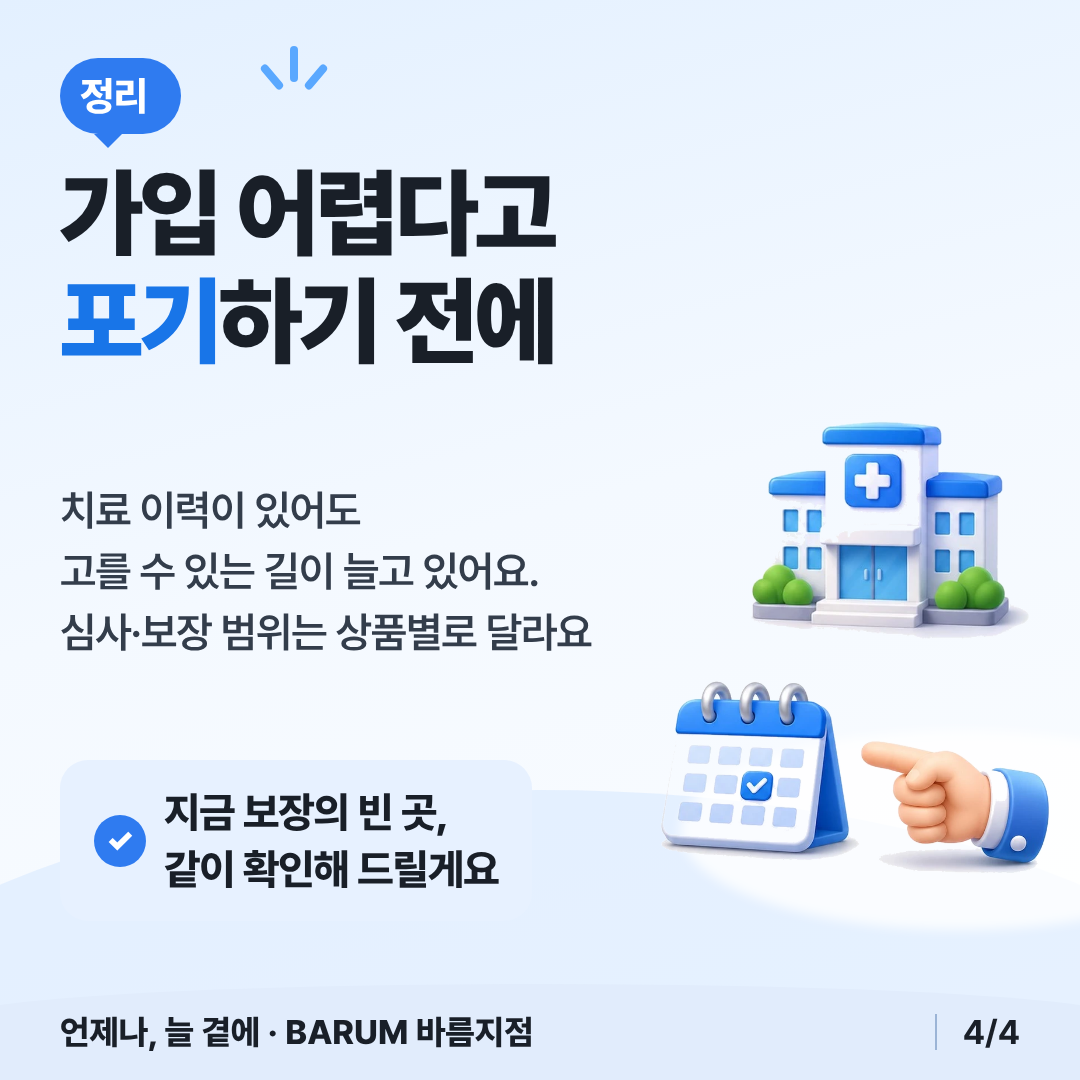 정리
가입 어렵다고
포기하기 전에
치료 이력이 있어도
고를 수 있는 길이 늘고 있어요.
심사·보장 범위는 상품별로 달라요
지금 보장의 빈 곳,
같이 확인해 드릴게요
언제나, 늘 곁에 · BARUM 바름지점
4/4